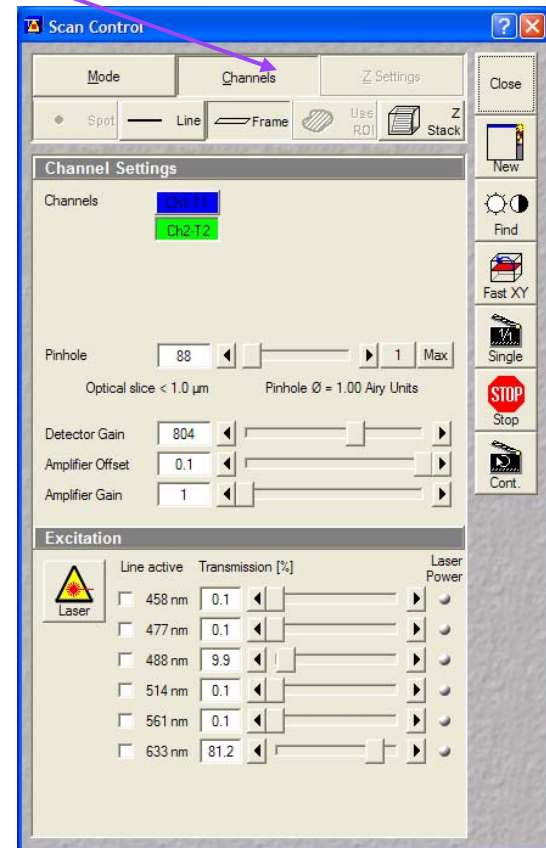 Scan Control
Mode Channels Z Settings Close
Spot Line Frame Use ROI Z Stack
New
Channel Settings
Channels Ch1-T1
Ch2-T2
Find
Fast XY
Pinhole 88 1 Max
1/1
Single
Optical slice < 1.0 µm Pinhole Ø = 1.00 Airy Units
STOP
Stop
Detector Gain 804
Amplifier Offset 0.1
Amplifier Gain 1
Cont.
Excitation
Line active Transmission [%] Laser Power
Laser
458 nm 0.1
477 nm 0.1
488 nm 9.9
514 nm 0.1
561 nm 0.1
633 nm 81.2